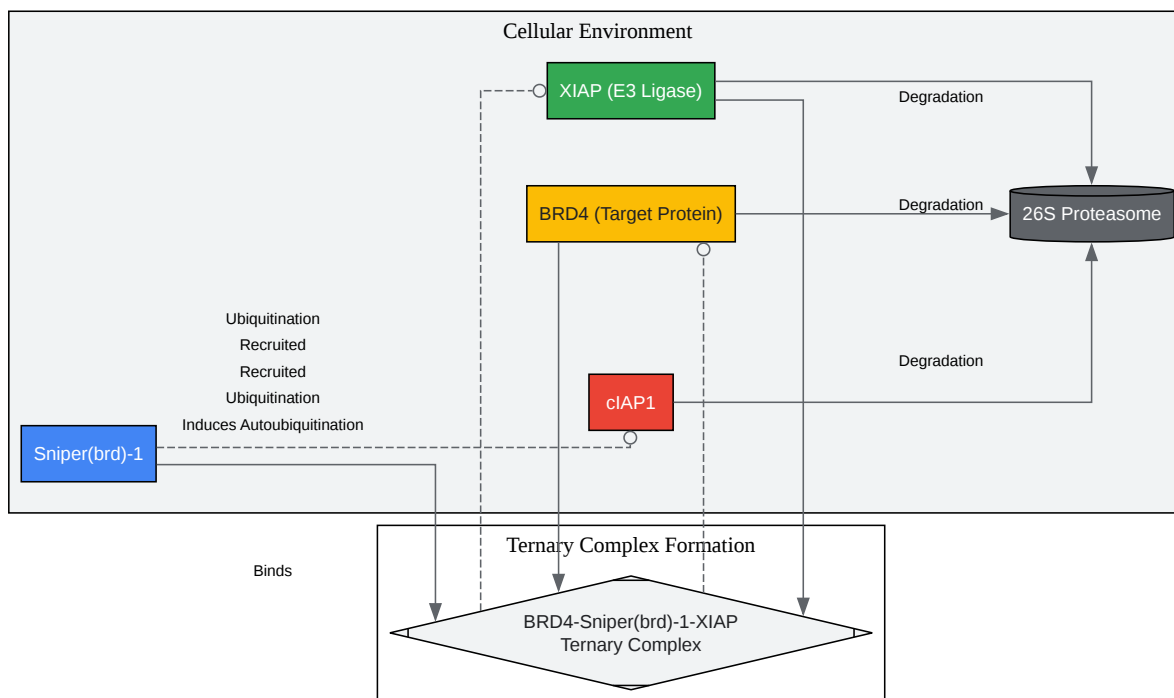 Cellular Environment
XIAP (E3 Ligase)
Degradation
BRD4 (Target Protein)
Degradation
26S Proteasome
Ubiquitination
Recruited
Recruited
Ubiquitination
Induces Autoubiquitination
Degradation
cIAP1
Sniper(brd)-1
Ternary Complex Formation
Binds
BRD4-Sniper(brd)-1-XIAP
Ternary Complex